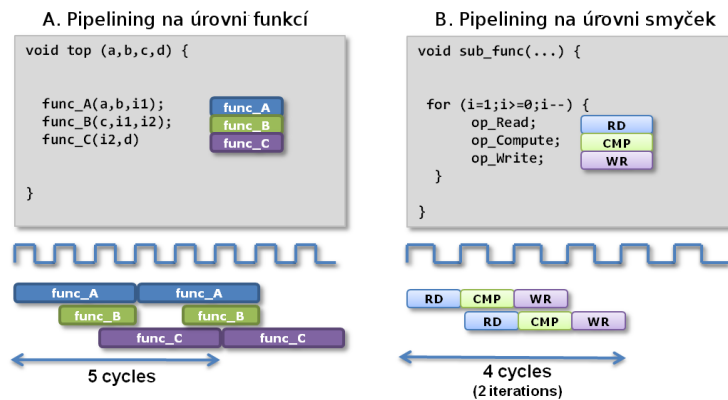 A. Pipelining na úrovni funkcí
void top (a,b,c,d) {
func_A(a,b,i1);
func_B(c,i1,i2);
func_C(i2,d)
}
func_A
func_B
func_C
func_A func_A
func_B func_B
func_C func_C
5 cycles
B. Pipelining na úrovni smyček
void sub_func(...) {
for (i=1;i>=0;i--) {
op_Read;
op_Compute;
op_Write;
}
}
RD
CMP
WR
RD CMP WR
RD CMP WR
4 cycles
(2 iterations)